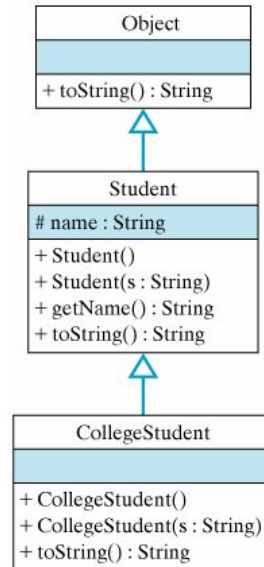 Object
+ toString() : String
Student
# name : String
+ Student()
+ Student(s : String)
+ getName() : String
+ toString() : String
CollegeStudent
+ CollegeStudent()
+ CollegeStudent(s : String)
+ toString() : String